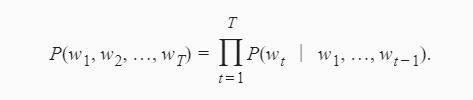 P(w₁, w₂, …, w_T) = ∏_{t=1}^{T} P(w_t | w₁, …, w_{t−1}).